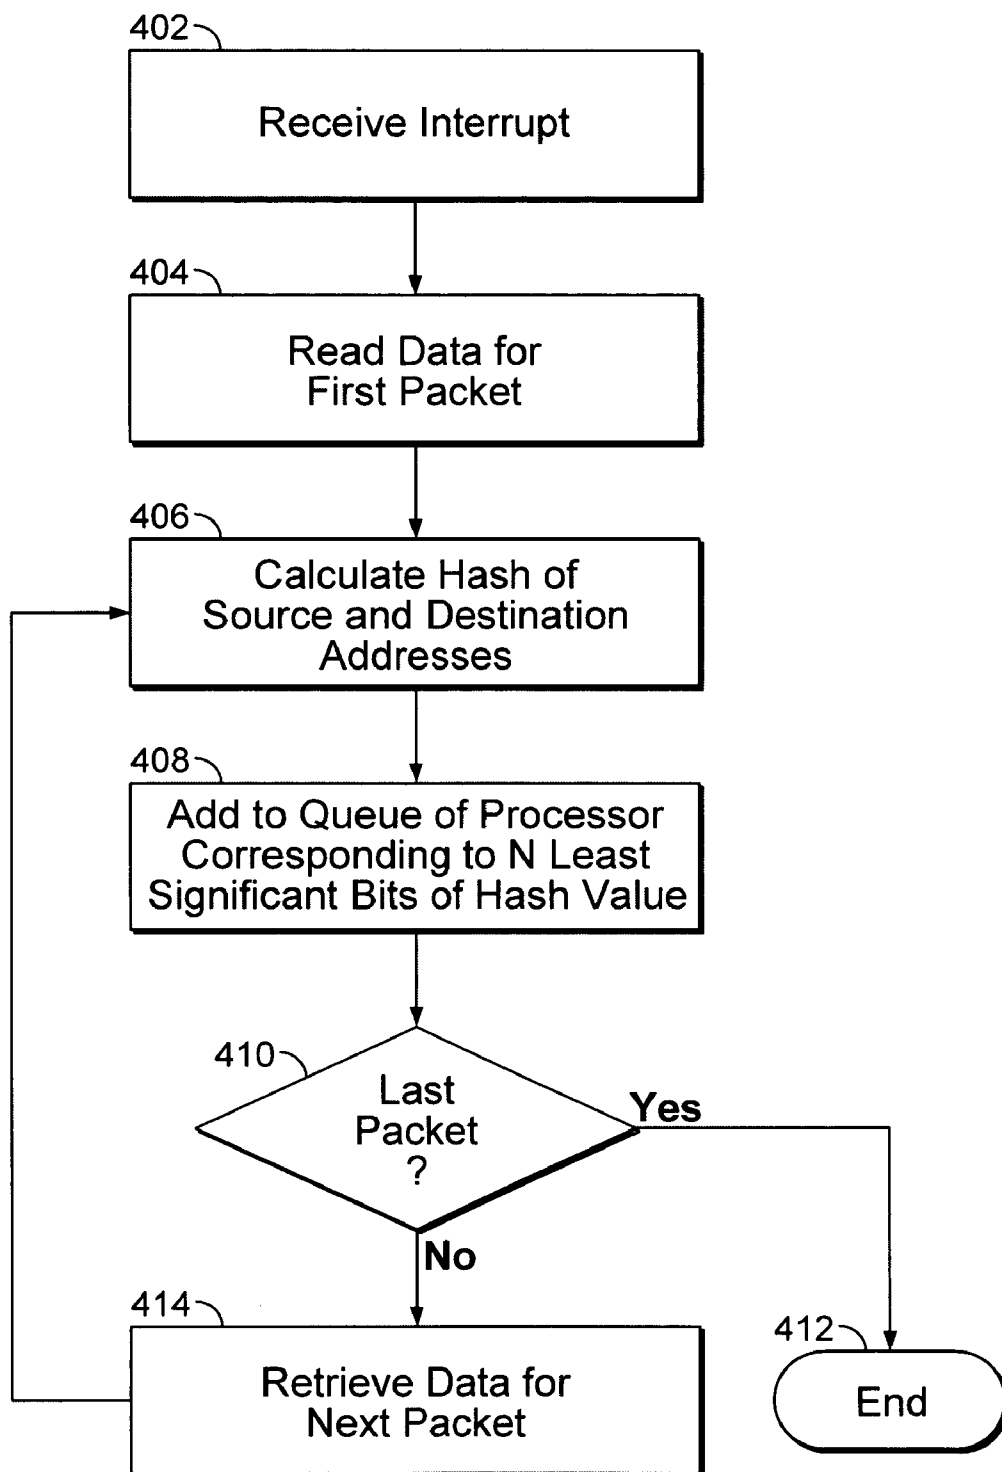 402
Receive Interrupt
404
Read Data for
First Packet
406
Calculate Hash of
Source and Destination
Addresses
408
Add to Queue of Processor
Corresponding to N Least
Significant Bits of Hash Value
410
Last
Packet
?
Yes
No
414
Retrieve Data for
Next Packet
412
End